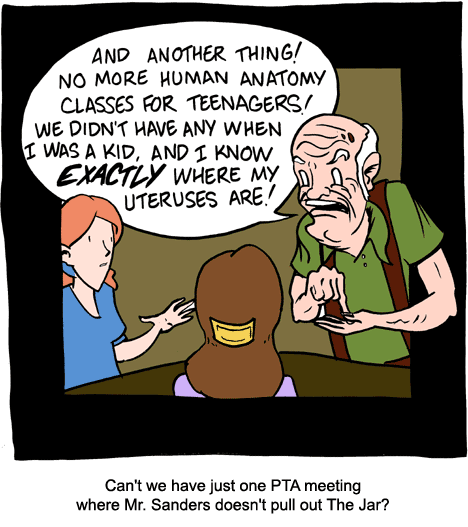 AND ANOTHER THING!
NO MORE HUMAN ANATOMY
CLASSES FOR TEENAGERS!
WE DIDN'T HAVE ANY WHEN
I WAS A KID, AND I KNOW
EXACTLY WHERE MY
UTERUSES ARE!
Can't we have just one PTA meeting
where Mr. Sanders doesn't pull out The Jar?